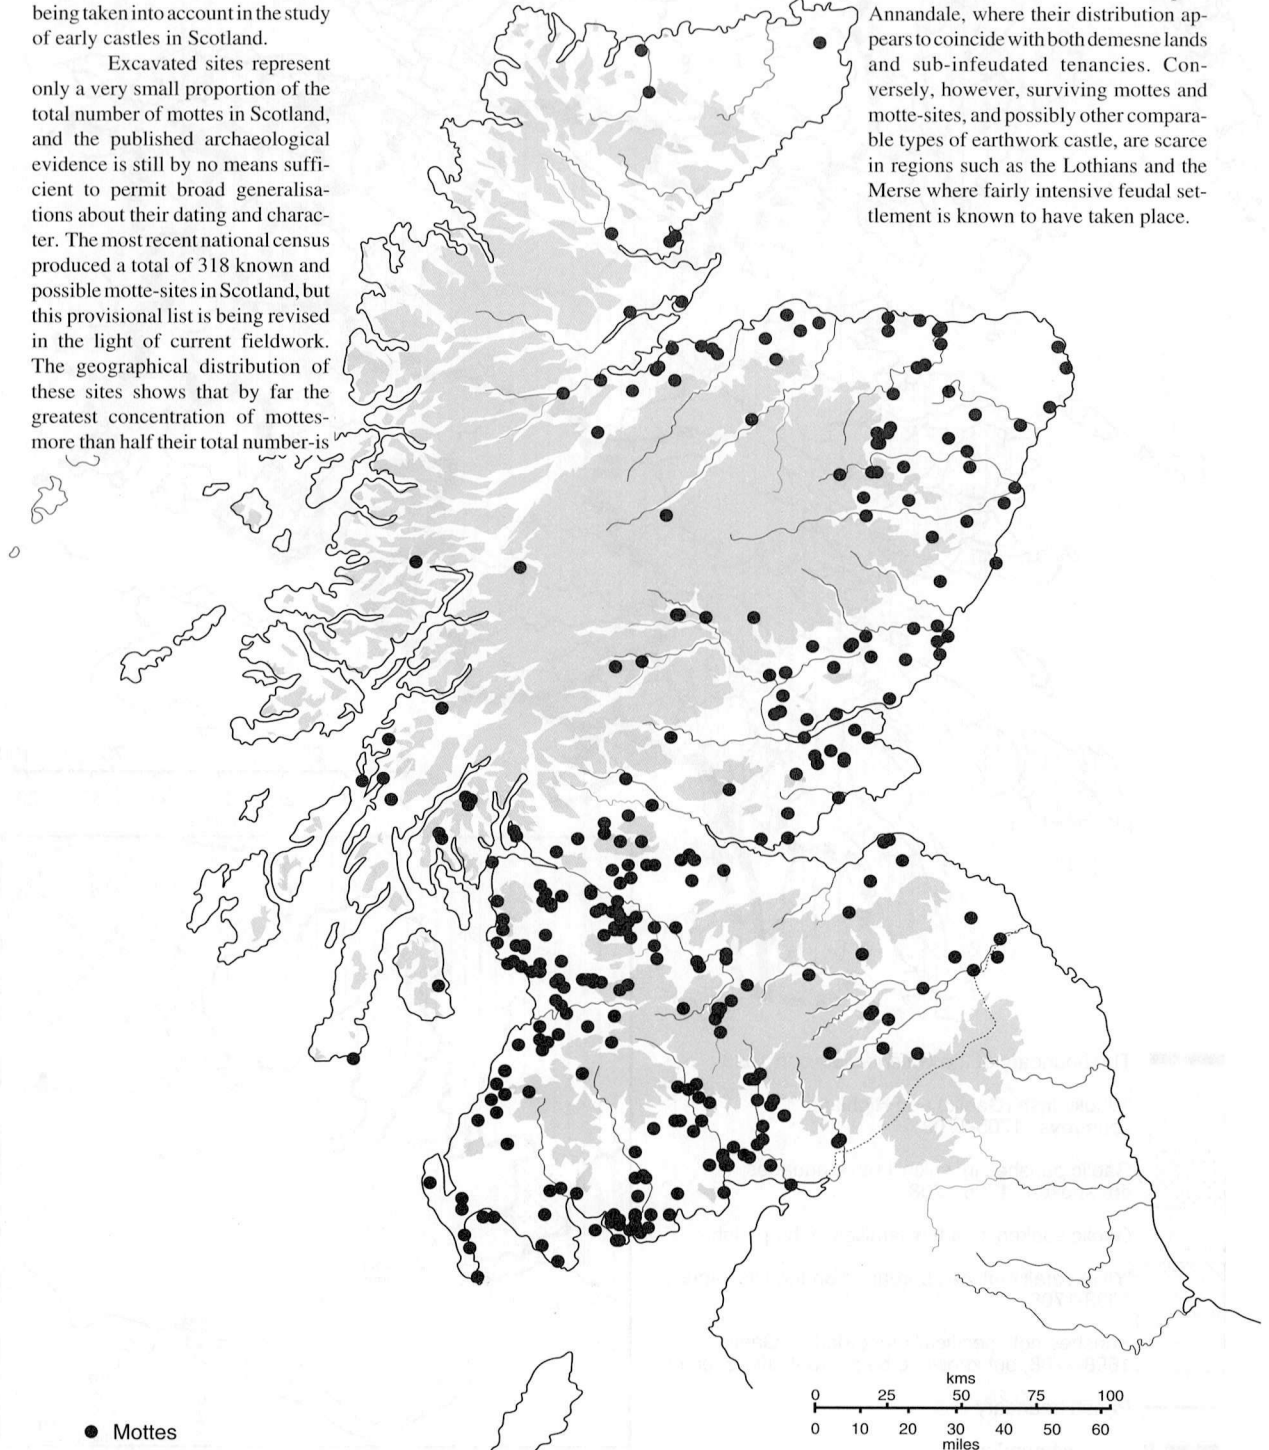 being taken into account in the study
of early castles in Scotland.
Excavated sites represent
only a very small proportion of the
total number of mottes in Scotland,
and the published archaeological
evidence is still by no means suffi-
cient to permit broad generalisa-
tions about their dating and charac-
ter. The most recent national census
produced a total of 318 known and
possible motte-sites in Scotland, but
this provisional list is being revised
in the light of current fieldwork.
The geographical distribution of
these sites shows that by far the
greatest concentration of mottes-
more than half their total number-is
Annandale, where their distribution ap-
pears to coincide with both demesne lands
and sub-infeudated tenancies. Con-
versely, however, surviving mottes and
motte-sites, and possibly other compara-
ble types of earthwork castle, are scarce
in regions such as the Lothians and the
Merse where fairly intensive feudal set-
tlement is known to have taken place.
● Mottes
kms
0 25 50 75 100
0 10 20 30 40 50 60
miles